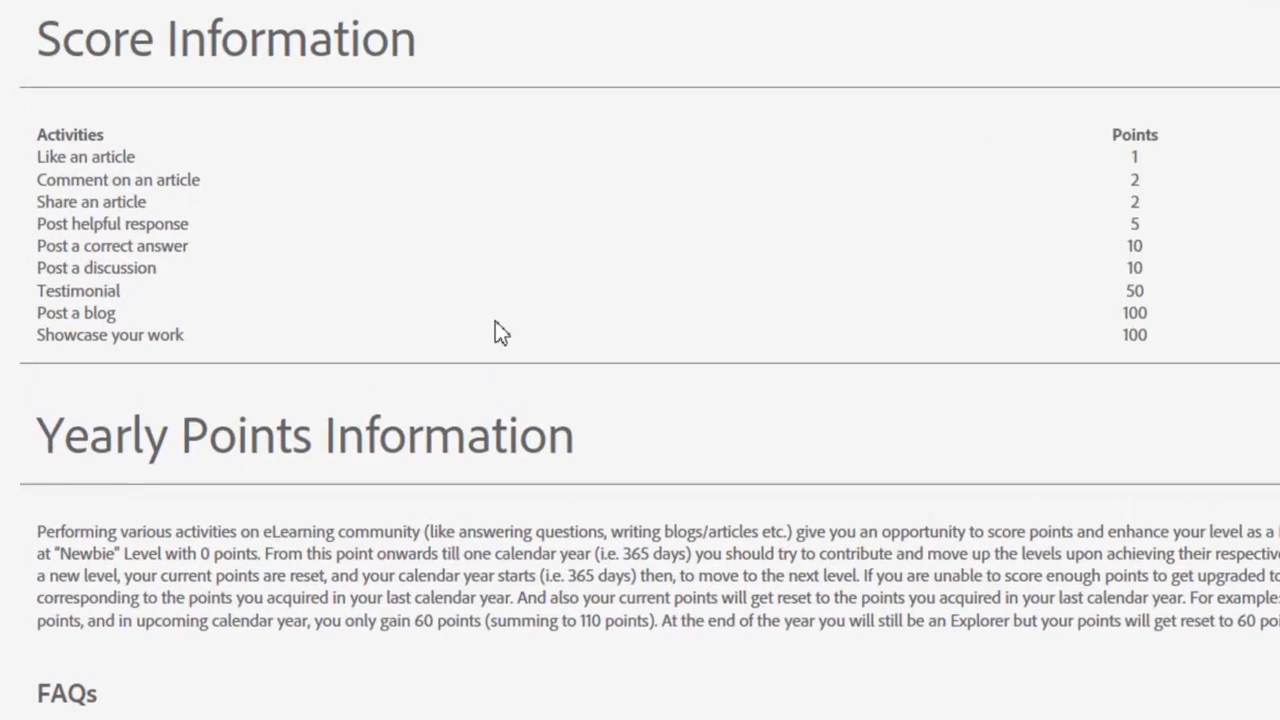 Score Information
Activities Points
Like an article 1
Comment on an article 2
Share an article 2
Post helpful response 5
Post a correct answer 10
Post a discussion 10
Testimonial 50
Post a blog 100
Showcase your work 100
Yearly Points Information
Performing various activities on eLearning community (like answering questions, writing blogs/articles etc.) give you an opportunity to score points and enhance your level as a
at "Newbie" Level with 0 points. From this point onwards till one calendar year (i.e. 365 days) you should try to contribute and move up the levels upon achieving their respectiv
a new level, your current points are reset, and your calendar year starts (i.e. 365 days) then, to move to the next level. If you are unable to score enough points to get upgraded t
corresponding to the points you acquired in your last calendar year. And also your current points will get reset to the points you acquired in your last calendar year. For example:
points, and in upcoming calendar year, you only gain 60 points (summing to 110 points). At the end of the year you will still be an Explorer but your points will get reset to 60 poi
FAQs